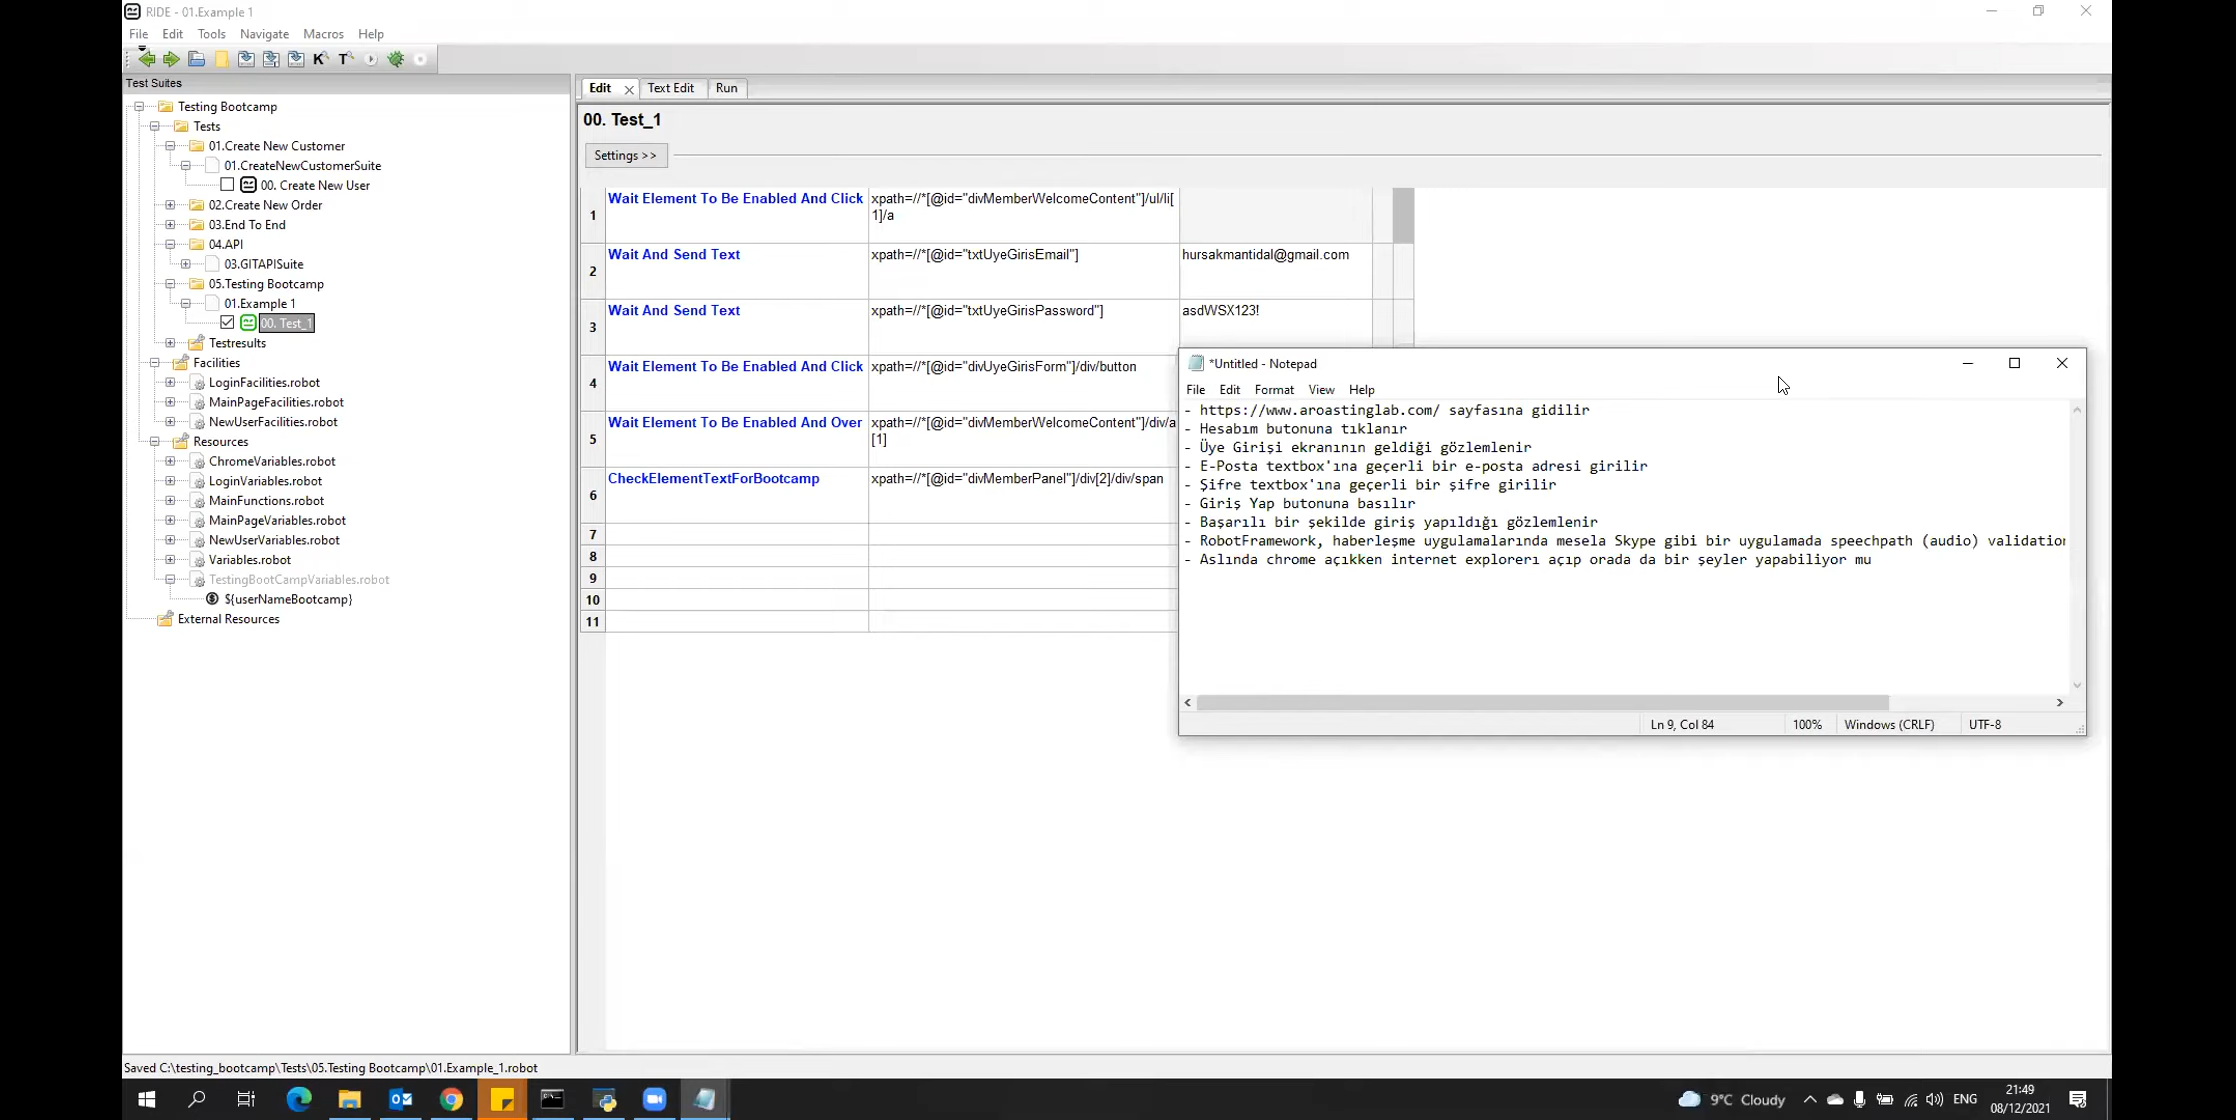 RIDE - 01.Example 1
File Edit Tools Navigate Macros Help
Test Suites
Testing Bootcamp
Tests
01.Create New Customer
01.CreateNewCustomerSuite
00. Create New User
02.Create New Order
03.End To End
04.API
03.GITAPISuite
05.Testing Bootcamp
01.Example 1
00. Test_1
Testresults
Facilities
LoginFacilities.robot
MainPageFacilities.robot
NewUserFacilities.robot
Resources
ChromeVariables.robot
LoginVariables.robot
MainFunctions.robot
MainPageVariables.robot
NewUserVariables.robot
Variables.robot
TestingBootCampVariables.robot
${userNameBootcamp}
External Resources
Edit Text Edit Run
00. Test_1
Settings >>
1 Wait Element To Be Enabled And Click xpath=//*[@id="divMemberWelcomeContent"]/ul/li[
1]/a
2 Wait And Send Text xpath=//*[@id="txtUyeGirisEmail"] hursakmantidal@gmail.com
3 Wait And Send Text xpath=//*[@id="txtUyeGirisPassword"] asdWSX123!
4 Wait Element To Be Enabled And Click xpath=//*[@id="divUyeGirisForm"]/div/button
5 Wait Element To Be Enabled And Over xpath=//*[@id="divMemberWelcomeContent"]/div/a
[1]
6 CheckElementTextForBootcamp xpath=//*[@id="divMemberPanel"]/div[2]/div/span
7
8
9
10
11
*Untitled - Notepad
File Edit Format View Help
- https://www.aroastinglab.com/ sayfasına gidilir
- Hesabım butonuna tıklanır
- Üye Girişi ekranının geldiği gözlemlenir
- E-Posta textbox'ına geçerli bir e-posta adresi girilir
- Şifre textbox'ına geçerli bir şifre girilir
- Giriş Yap butonuna basılır
- Başarılı bir şekilde giriş yapıldığı gözlemlenir
- RobotFramework, haberleşme uygulamalarında mesela Skype gibi bir uygulamada speechpath (audio) validation
- Aslında chrome açıkken internet explorerı açıp orada da bir şeyler yapabiliyor mu
Ln 9, Col 84 100% Windows (CRLF) UTF-8
Saved C:\testing_bootcamp\Tests\05.Testing Bootcamp\01.Example_1.robot
9°C Cloudy ENG 21:49
08/12/2021